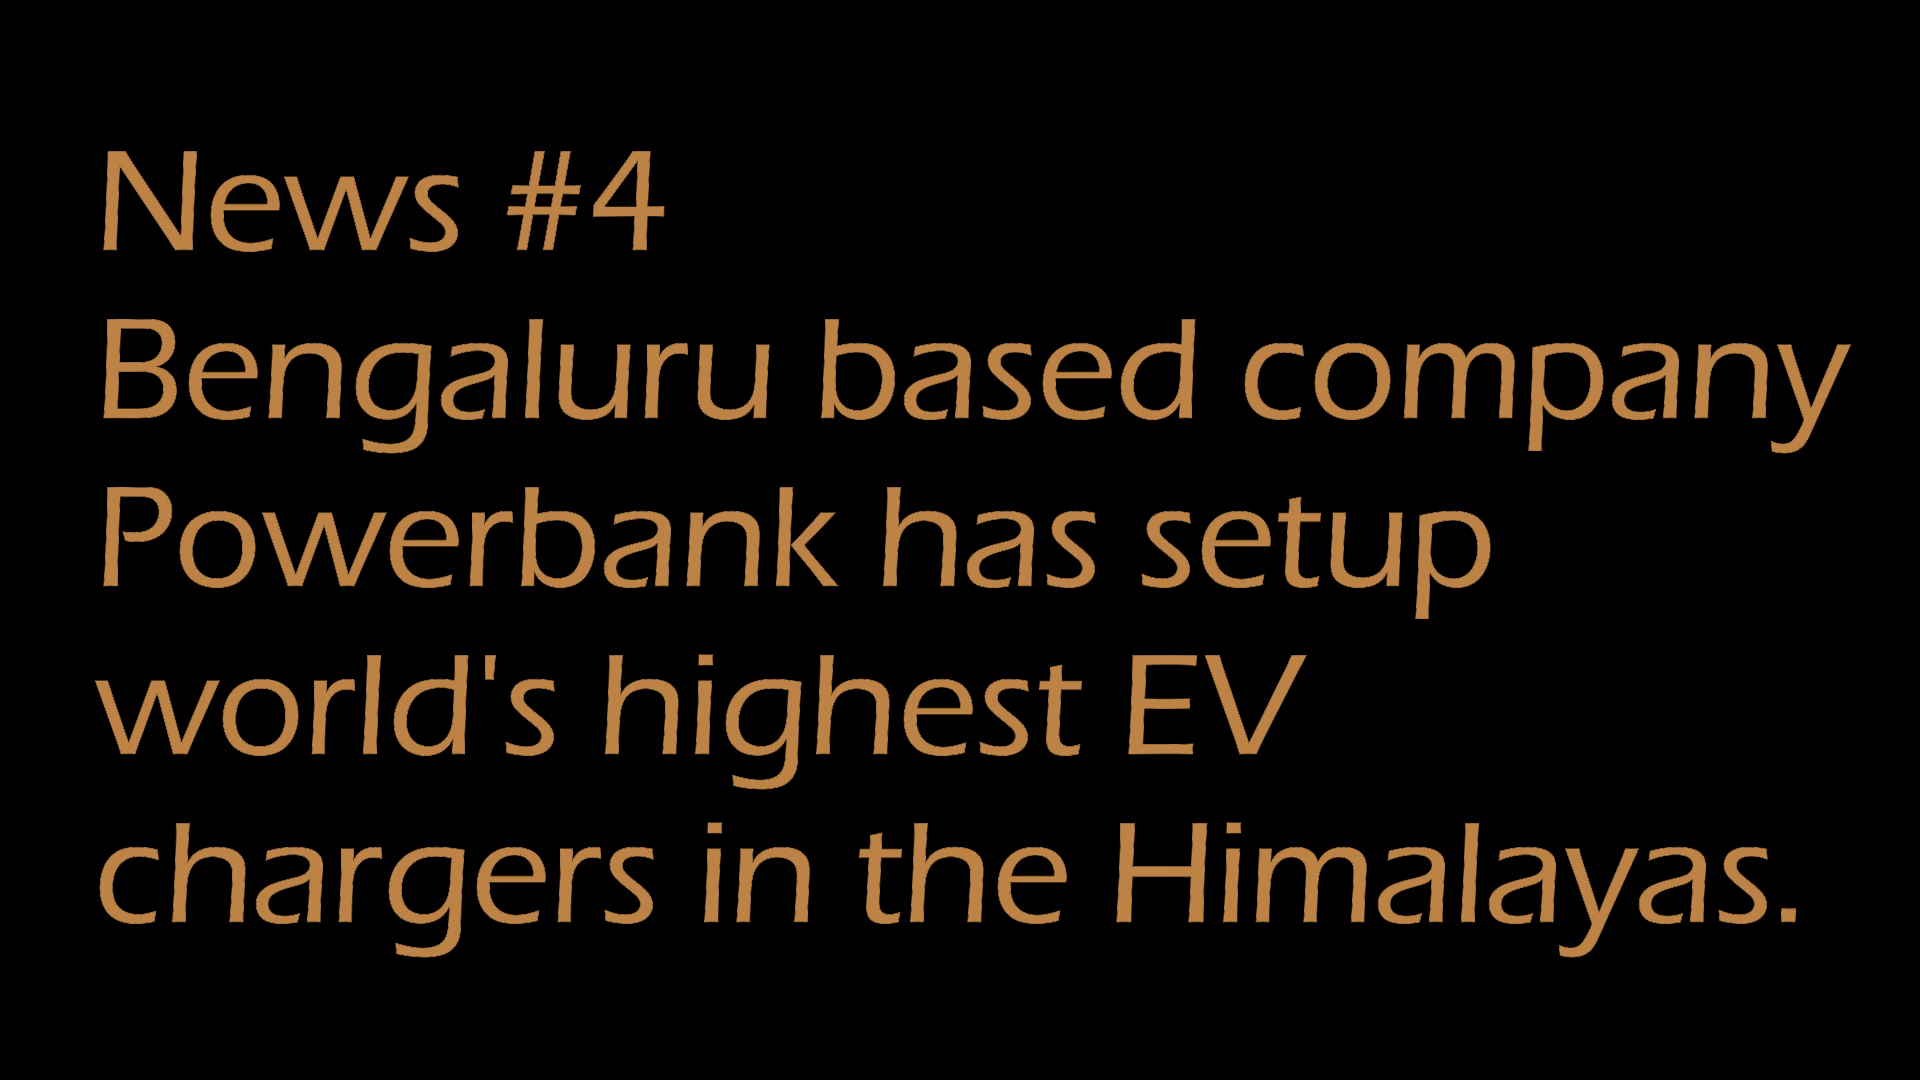 News #4
Bengaluru based company
Powerbank has setup
world's highest EV
chargers in the Himalayas.